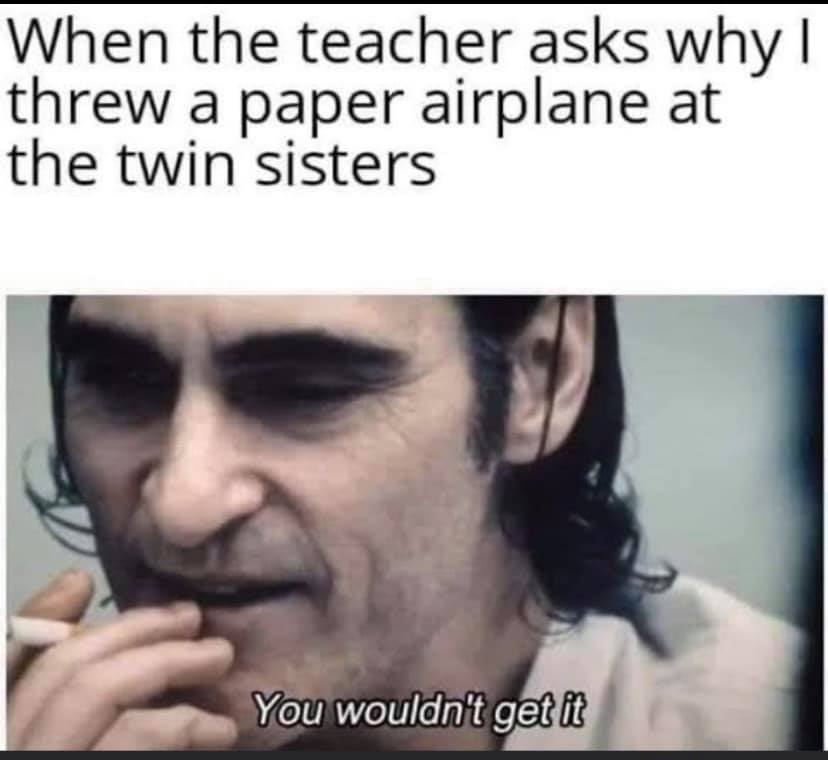 When the teacher asks why I
threw a paper airplane at
the twin sisters
You wouldn't get it